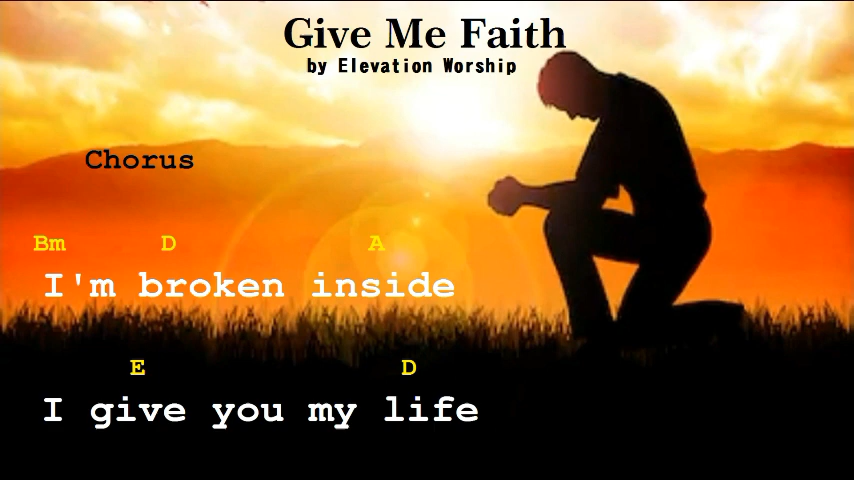 Give Me Faith
by Elevation Worship
Chorus
Bm D A
I'm broken inside
E D
I give you my life